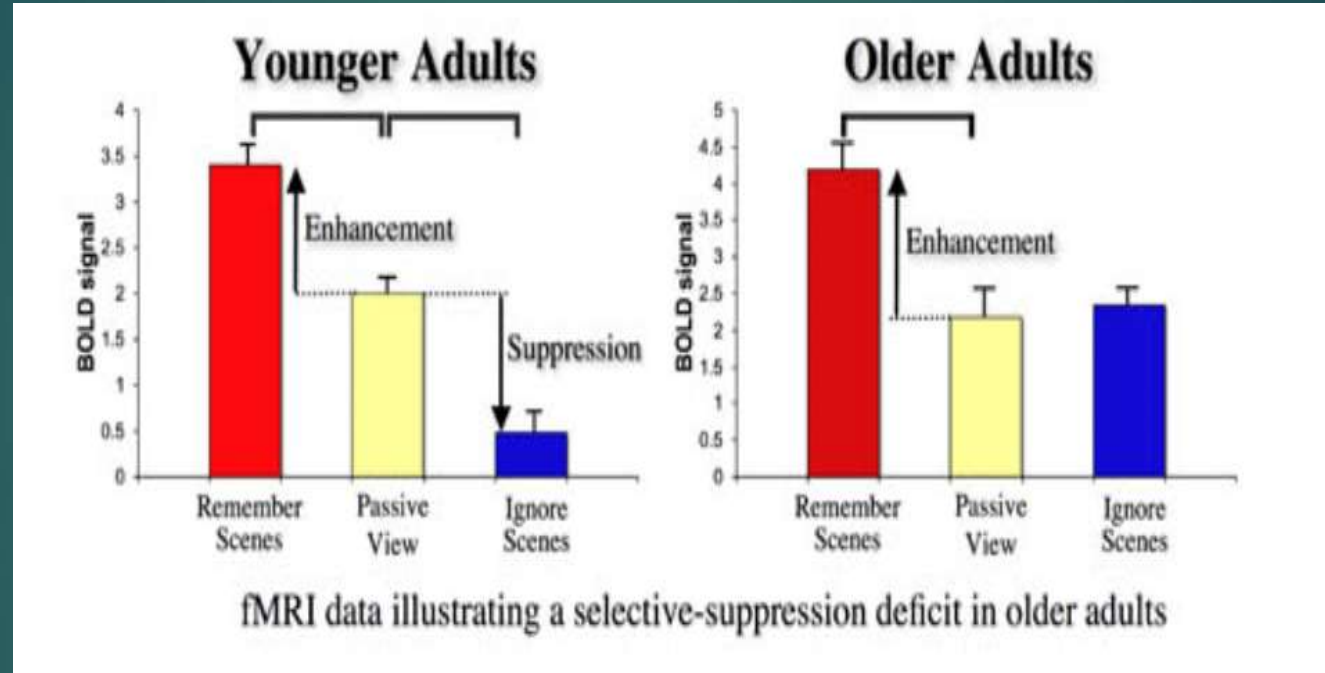 Younger Adults
4
3.5
3
2.5
2
1.5
1
0.5
0
BOLD signal
Enhancement
Suppression
Remember
Scenes
Passive
View
Ignore
Scenes
Older Adults
5
4.5
4
3.5
3
2.5
2
1.5
1
0.5
0
BOLD signal
Enhancement
Remember
Scenes
Passive
View
Ignore
Scenes
fMRI data illustrating a selective-suppression deficit in older adults